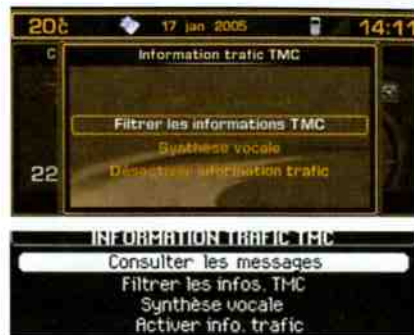 20c 17 jan 2005 14:11
Information trafic TMC
C
Filtrer les informations TMC
Synthèse vocale
22
Désactiver information trafic
INFORMATION TRAFIC TMC
Consulter les messages
Filtrer les infos. TMC
Synthèse vocale
Activer info. trafic